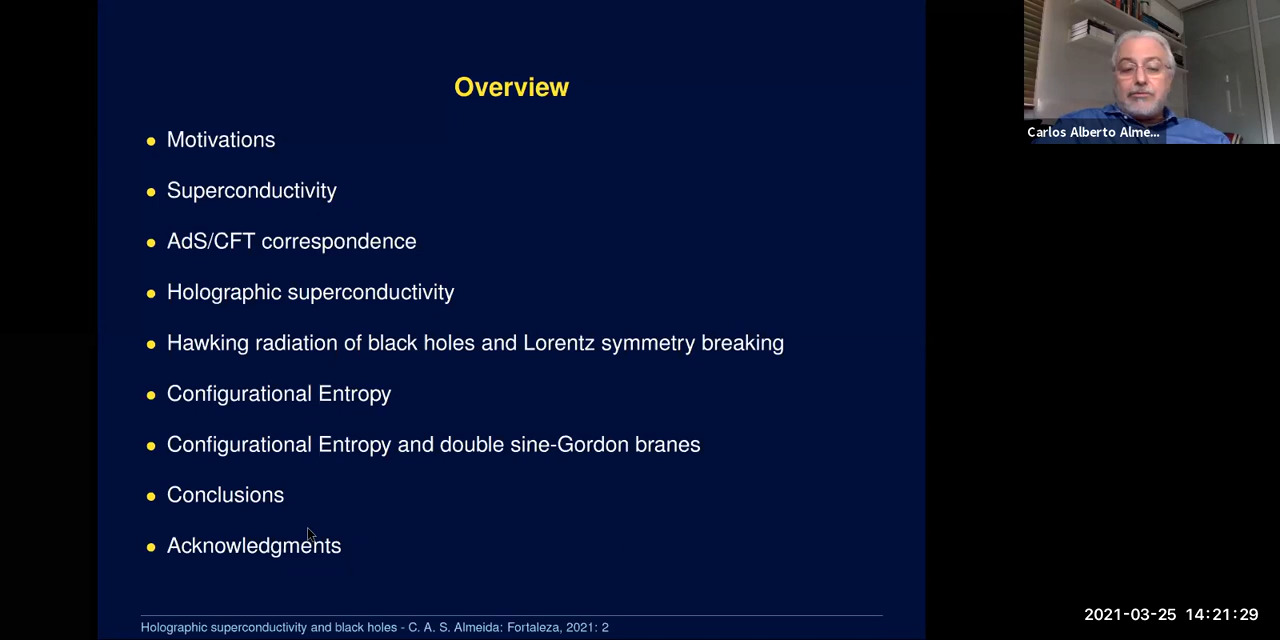 Overview
Motivations
Superconductivity
AdS/CFT correspondence
Holographic superconductivity
Hawking radiation of black holes and Lorentz symmetry breaking
Configurational Entropy
Configurational Entropy and double sine-Gordon branes
Conclusions
Acknowledgments
Holographic superconductivity and black holes - C. A. S. Almeida: Fortaleza, 2021: 2
Carlos Alberto Alme...
2021-03-25 14:21:29